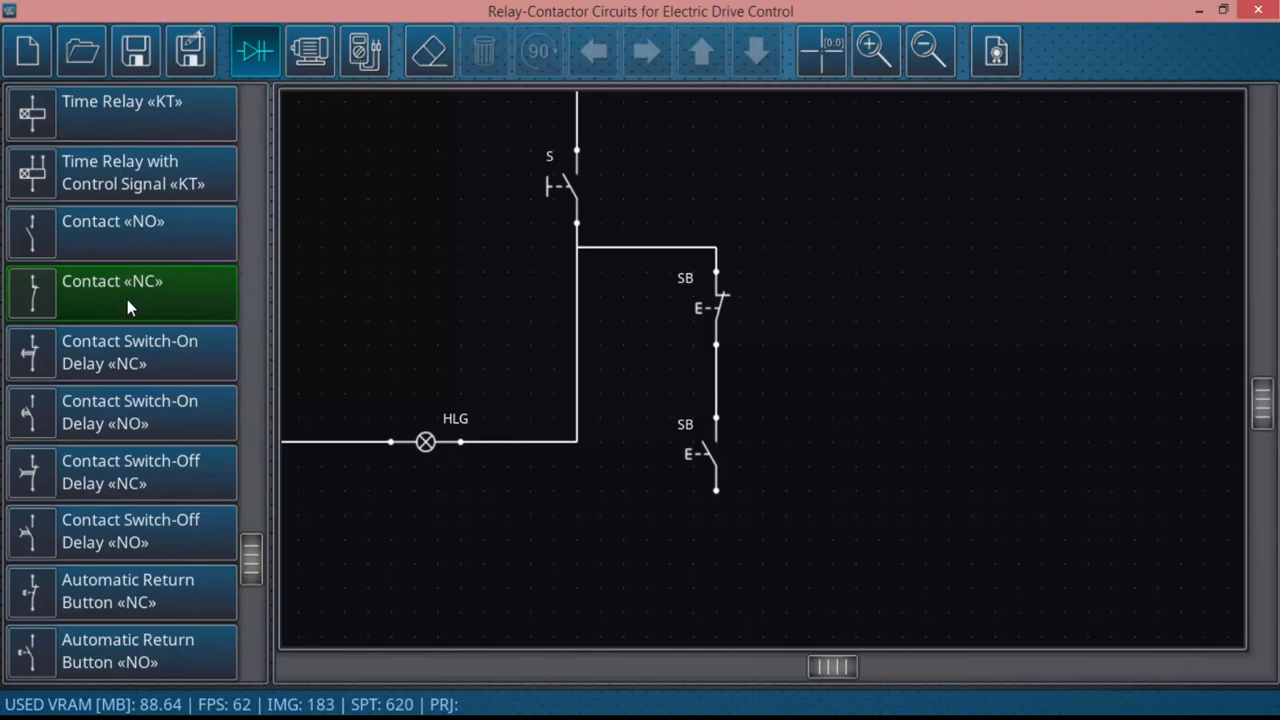 Relay-Contactor Circuits for Electric Drive Control
90
[0:0]
Time Relay «KT»
Time Relay with
Control Signal «KT»
Contact «NO»
Contact «NC»
Contact Switch-On
Delay «NC»
Contact Switch-On
Delay «NO»
Contact Switch-Off
Delay «NC»
Contact Switch-Off
Delay «NO»
Automatic Return
Button «NC»
Automatic Return
Button «NO»
S
SB
HLG
SB
USED VRAM [MB]: 88.64 | FPS: 62 | IMG: 183 | SPT: 620 | PRJ: